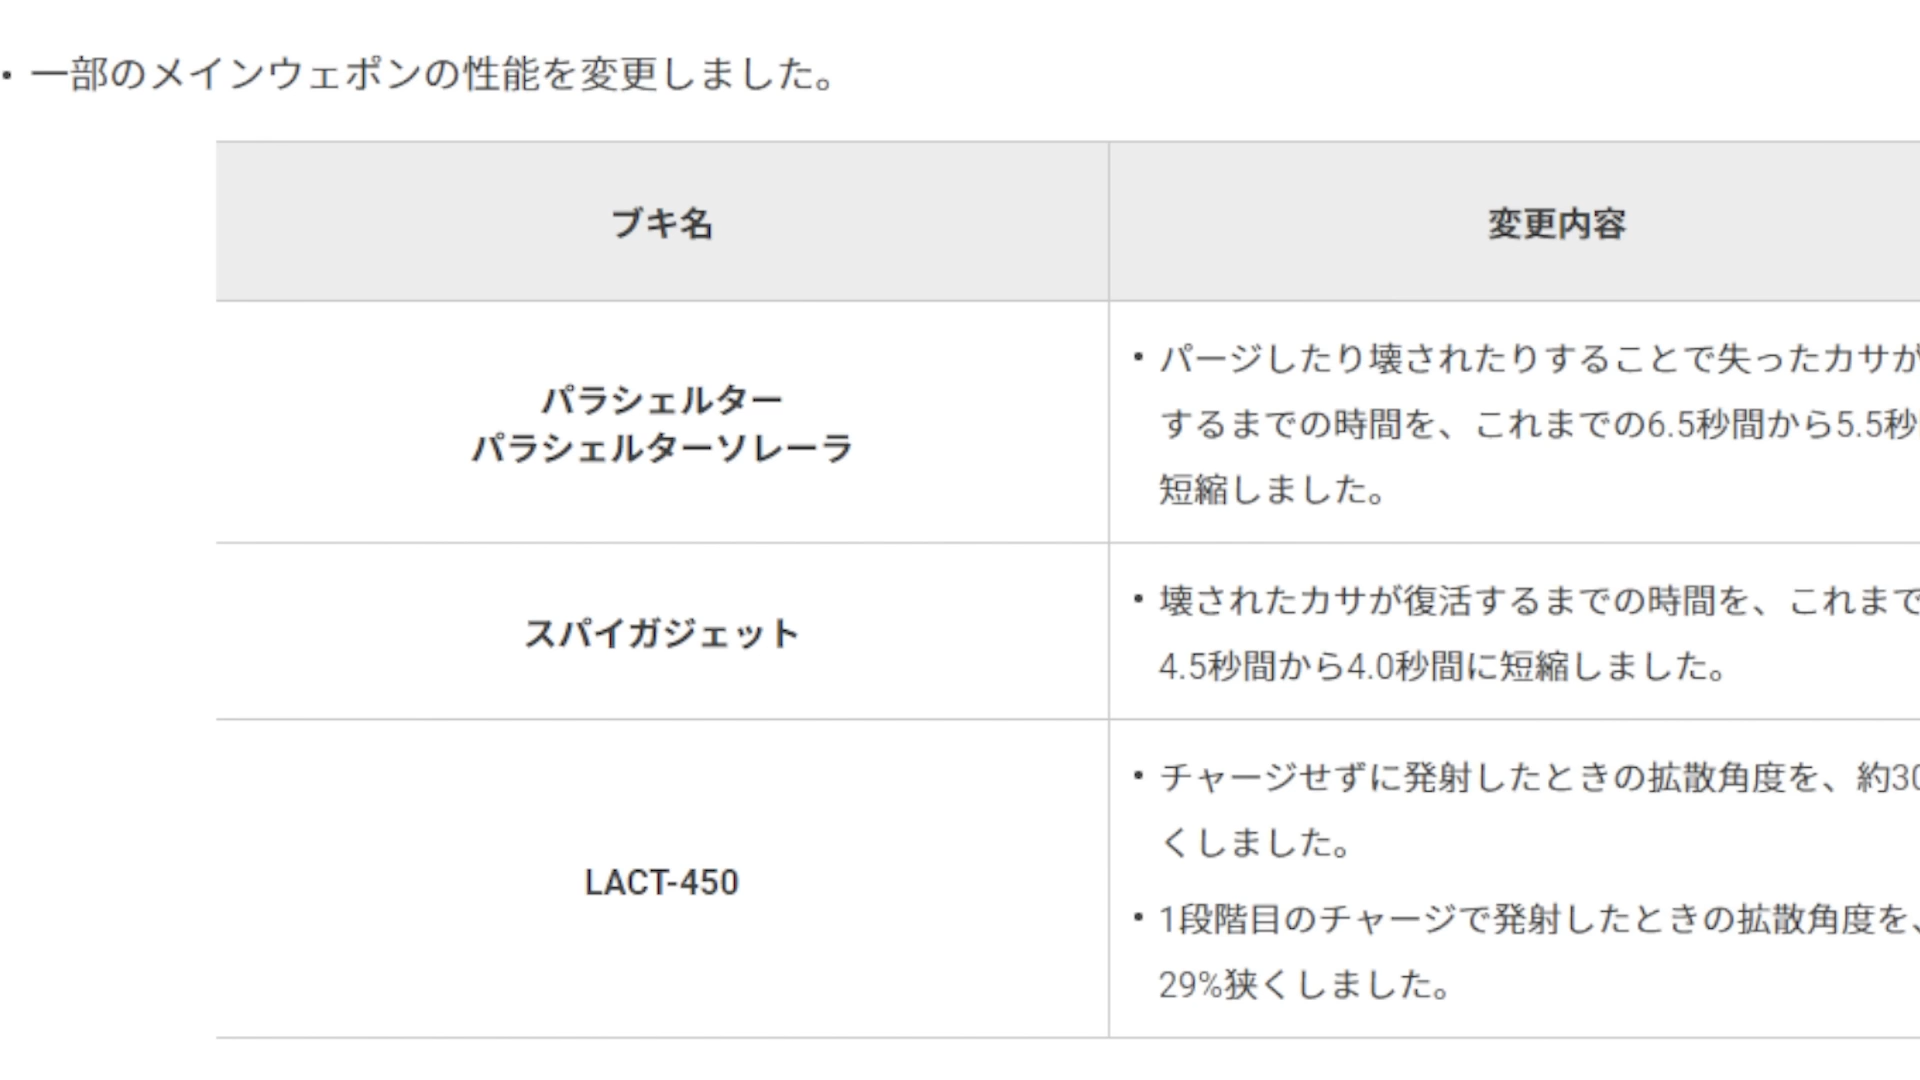 ・一部のメインウェポンの性能を変更しました。
ブキ名
変更内容
パラシェルター
パラシェルターソレーラ
・パージしたり壊されたりすることで失ったカサが
するまでの時間を、これまでの6.5秒間から5.5秒
短縮しました。
スパイガジェット
・壊されたカサが復活するまでの時間を、これまで
4.5秒間から4.0秒間に短縮しました。
LACT-450
・チャージせずに発射したときの拡散角度を、約30
くしました。
・1段階目のチャージで発射したときの拡散角度を、
29%狭くしました。